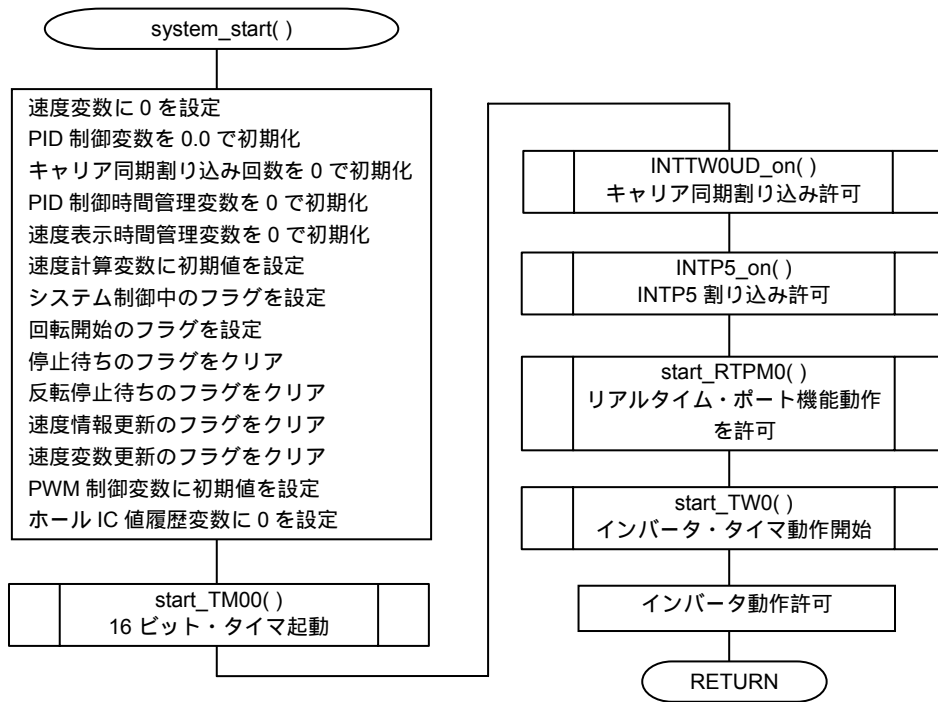 system_start( )
速度変数に 0 を設定
PID 制御変数を 0.0 で初期化
キャリア同期割り込み回数を 0 で初期化
PID 制御時間管理変数を 0 で初期化
速度表示時間管理変数を 0 で初期化
速度計算変数に初期値を設定
システム制御中のフラグを設定
回転開始のフラグを設定
停止待ちのフラグをクリア
反転停止待ちのフラグをクリア
速度情報更新のフラグをクリア
速度変数更新のフラグをクリア
PWM 制御変数に初期値を設定
ホール IC 値履歴変数に 0 を設定
start_TM00( )
16 ビット・タイマ起動
INTTW0UD_on( )
キャリア同期割り込み許可
INTP5_on( )
INTP5 割り込み許可
start_RTPM0( )
リアルタイム・ポート機能動作
を許可
start_TW0( )
インバータ・タイマ動作開始
インバータ動作許可
RETURN